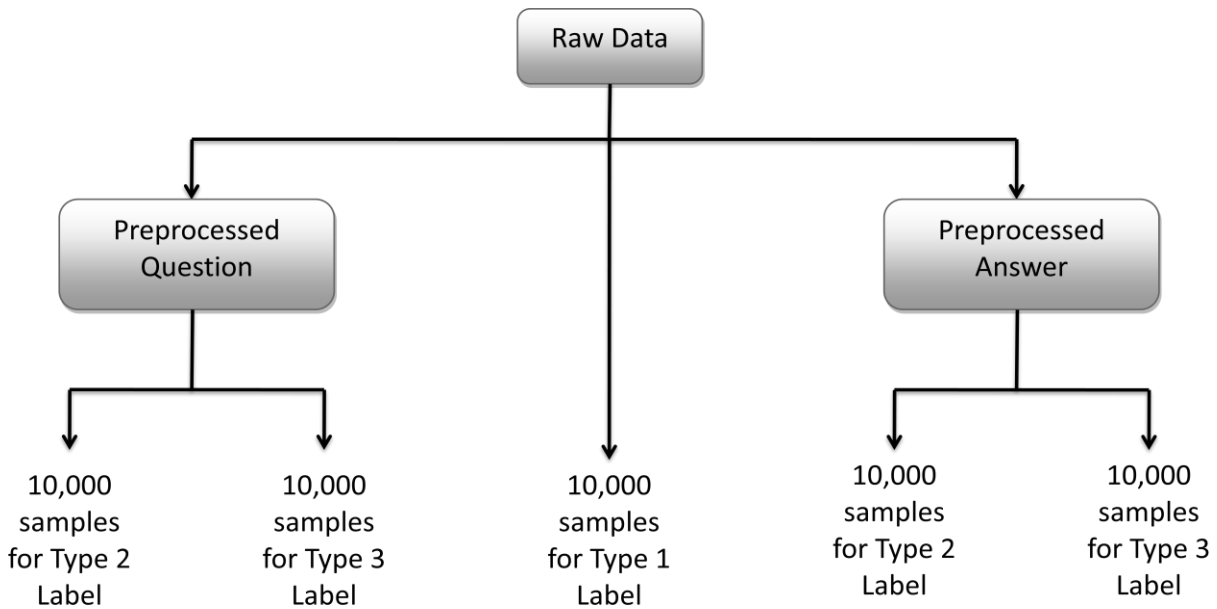 Raw Data
Preprocessed
Question
Preprocessed
Answer
10,000
samples
for Type 2
Label
10,000
samples
for Type 3
Label
10,000
samples
for Type 1
Label
10,000
samples
for Type 2
Label
10,000
samples
for Type 3
Label